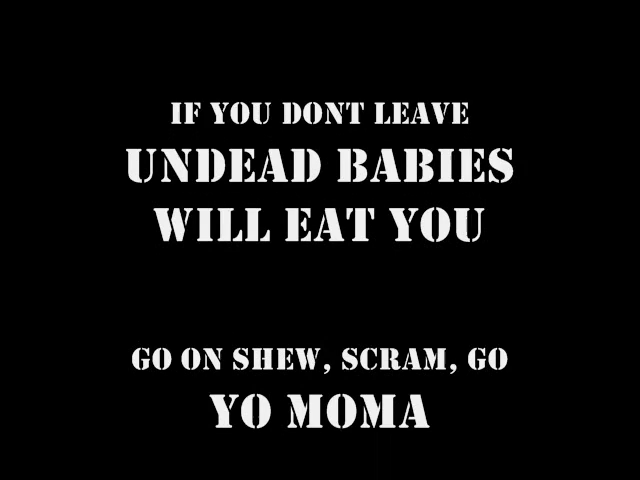 IF YOU DONT LEAVE
UNDEAD BABIES
WILL EAT YOU
GO ON SHEW, SCRAM, GO
YO MOMA